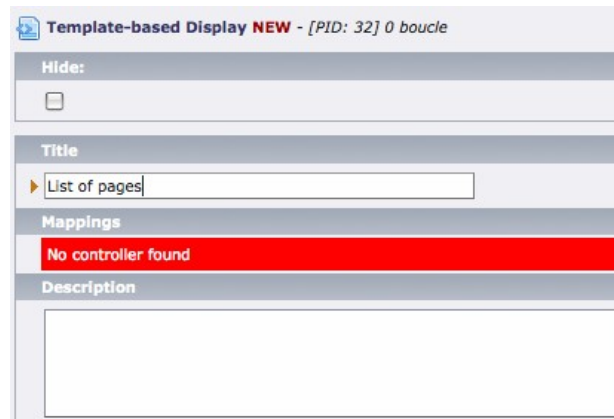 Template-based Display NEW - [PID: 32] 0 boucle
Hide:
Title
List of pages
Mappings
No controller found
Description